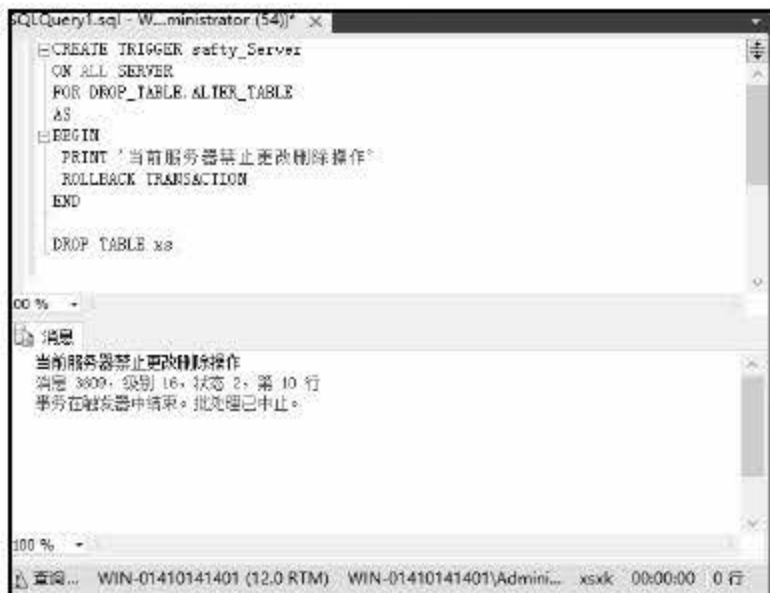 SQLQuery1.sql - W...ministrator (54))* ×
CREATE TRIGGER safty_Server
ON ALL SERVER
FOR DROP_TABLE,ALTER_TABLE
AS
BEGIN
PRINT '当前服务器禁止更改删除操作'
ROLLBACK TRANSACTION
END
DROP TABLE xs
00 %
消息
当前服务器禁止更改删除操作
消息 3609，级别 16，状态 2，第 10 行
事务在触发器中结束。批处理已中止。
100 %
查询... WIN-01410141401 (12.0 RTM) WIN-01410141401\Admini... xsxk 00:00:00 0 行